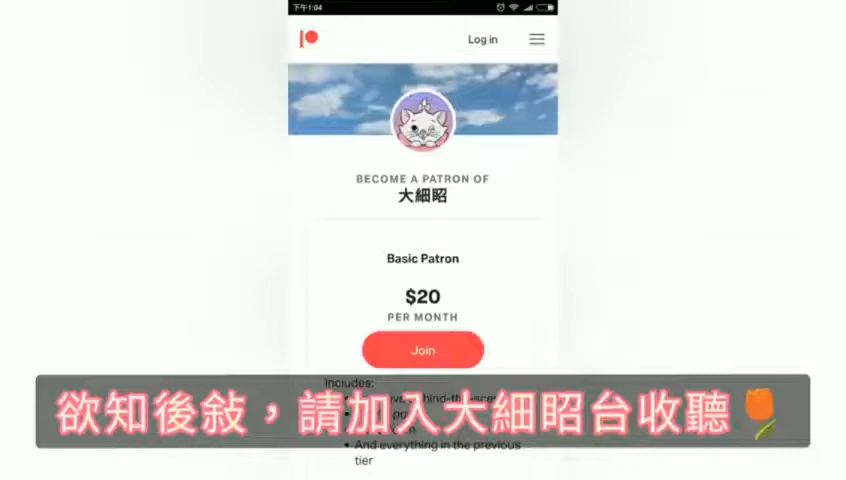 下午1:04
Log in
BECOME A PATRON OF
大細昭
Basic Patron
$20
PER MONTH
Join
Includes:
And everything in the previous
tier
欲知後敍，請加入大細昭台收聽